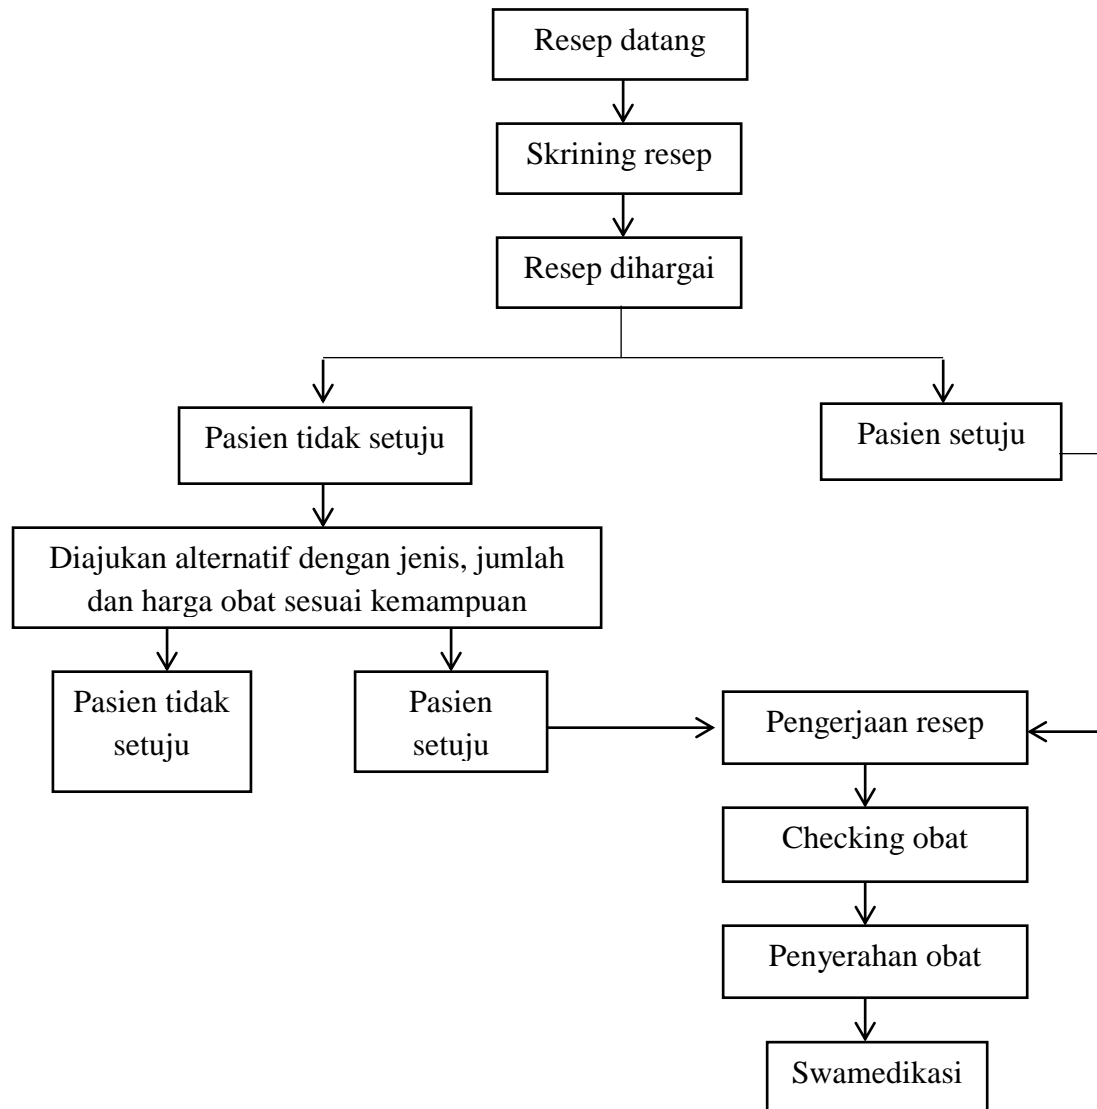 Resep datang
Skrining resep
Resep dihargai
Pasien tidak setuju
Pasien setuju
Diajukan alternatif dengan jenis, jumlah
dan harga obat sesuai kemampuan
Pasien tidak
setuju
Pasien
setuju
Pengerjaan resep
Checking obat
Penyerahan obat
Swamedikasi